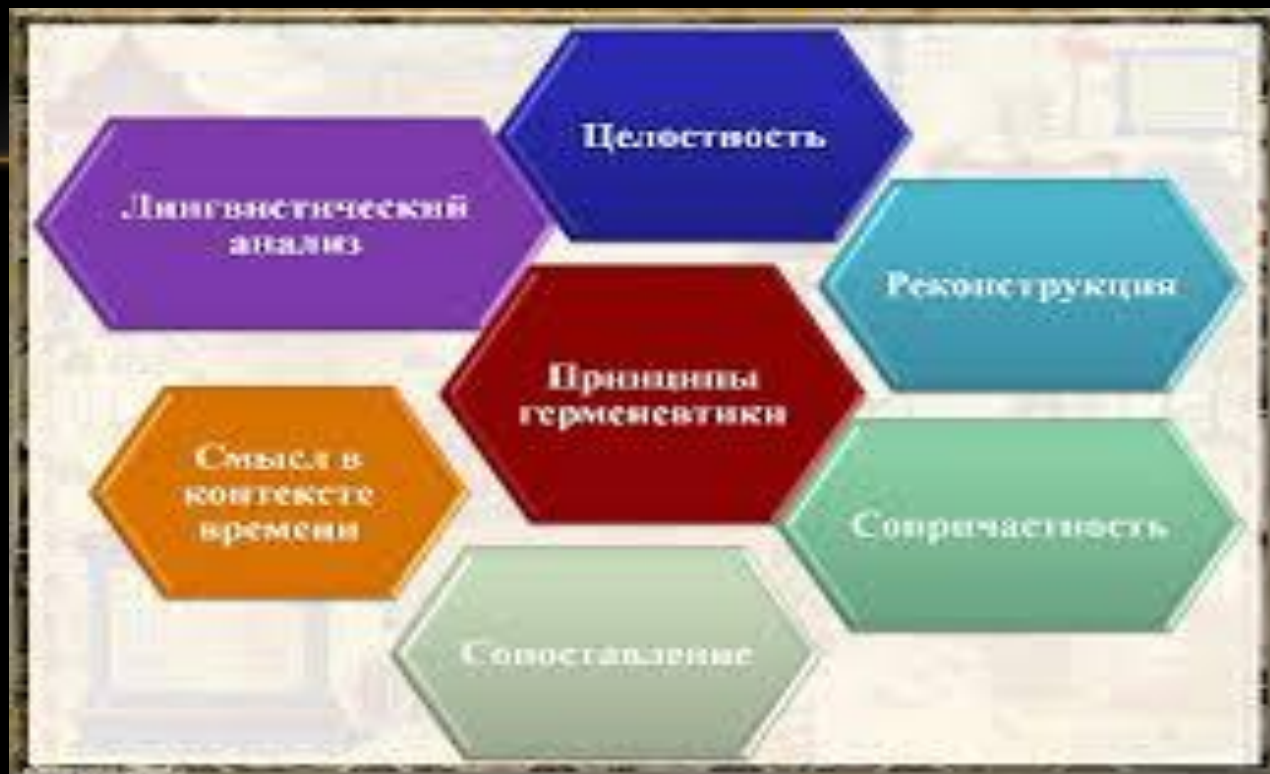 Целостность
Лингвистический
анализ
Реконструкция
Принципы
герменевтики
Смысл в
контексте
времени
Сопричастность
Сопоставление